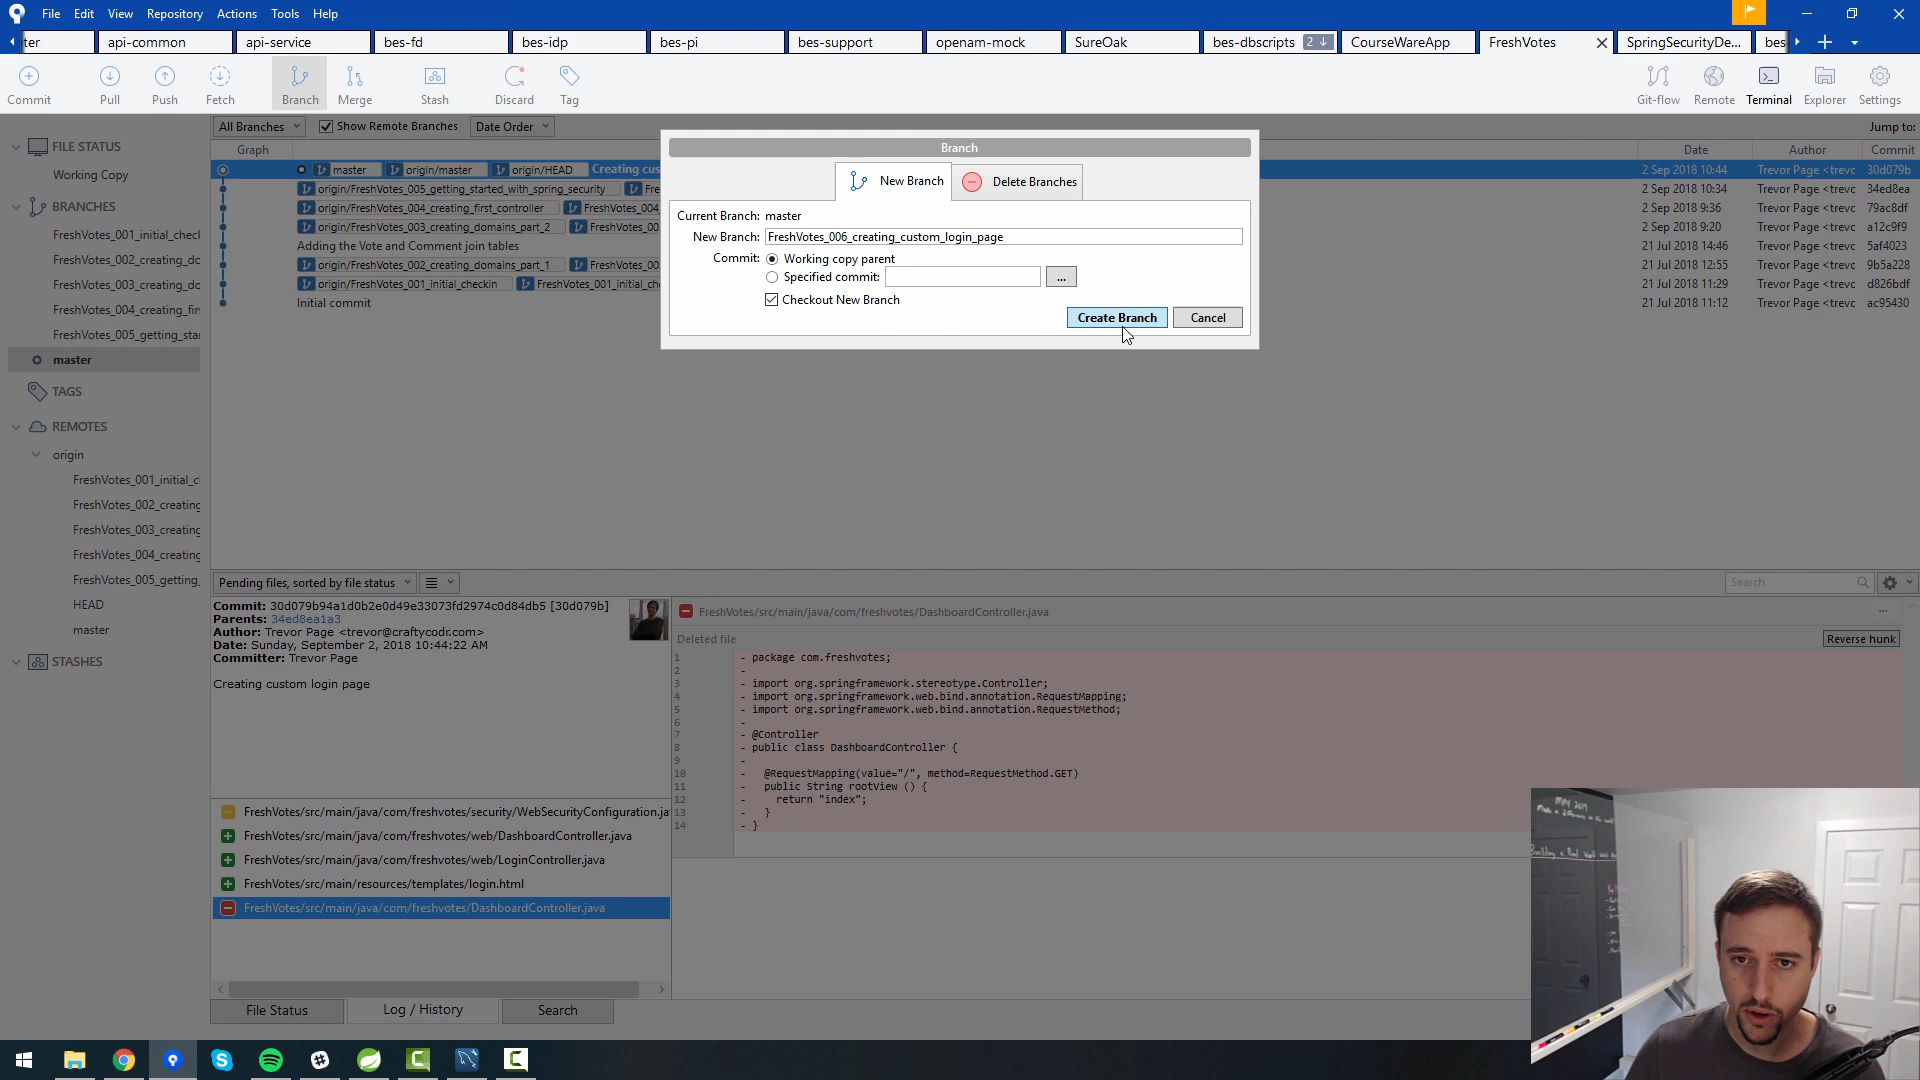 File Edit View Repository Actions Tools Help
ter api-common api-service bes-fd bes-idp bes-pi bes-support openam-mock SureOak bes-dbscripts 2 CourseWareApp FreshVotes SpringSecurityDe... bes-
Commit Pull Push Fetch Branch Merge Stash Discard Tag Git-flow Remote Terminal Explorer Settings
All Branches Show Remote Branches Date Order Jump to:
Graph Date Author Commit
master origin/master origin/HEAD Creating cus 2 Sep 2018 10:44 Trevor Page <trevc 30d079b
origin/FreshVotes_005_getting_started_with_spring_security Fre 2 Sep 2018 10:34 Trevor Page <trevc 34ed8ea
origin/FreshVotes_004_creating_first_controller FreshVotes_004_ 2 Sep 2018 9:36 Trevor Page <trevc 79ac8df
origin/FreshVotes_003_creating_domains_part_2 FreshVotes_00 2 Sep 2018 9:20 Trevor Page <trevc a12c9f9
Adding the Vote and Comment join tables 21 Jul 2018 14:46 Trevor Page <trevc 5af4023
origin/FreshVotes_002_creating_domains_part_1 FreshVotes_00 21 Jul 2018 12:55 Trevor Page <trevc 9b5a228
origin/FreshVotes_001_initial_checkin FreshVotes_001_initial_che 21 Jul 2018 11:29 Trevor Page <trevc d826bdf
Initial commit 21 Jul 2018 11:12 Trevor Page <trevc ac95430
FILE STATUS
Working Copy
BRANCHES
FreshVotes_001_initial_checl
FreshVotes_002_creating_do
FreshVotes_003_creating_do
FreshVotes_004_creating_fir
FreshVotes_005_getting_sta
master
TAGS
REMOTES
origin
FreshVotes_001_initial_c
FreshVotes_002_creating
FreshVotes_003_creating
FreshVotes_004_creating
FreshVotes_005_getting_
HEAD
master
STASHES
Branch
New Branch Delete Branches
Current Branch: master
New Branch: FreshVotes_006_creating_custom_login_page
Commit: Working copy parent
Specified commit: ...
Checkout New Branch
Create Branch Cancel
Pending files, sorted by file status Search
Commit: 30d079b94a1d0b2e0d49e33073fd2974c0d84db5 [30d079b]
Parents: 34ed8ea1a3
Author: Trevor Page <trevor@craftycodr.com>
Date: Sunday, September 2, 2018 10:44:22 AM
Committer: Trevor Page
Creating custom login page
FreshVotes/src/main/java/com/freshvotes/security/WebSecurityConfiguration.ja
FreshVotes/src/main/java/com/freshvotes/web/DashboardController.java
FreshVotes/src/main/java/com/freshvotes/web/LoginController.java
FreshVotes/src/main/resources/templates/login.html
FreshVotes/src/main/java/com/freshvotes/DashboardController.java
FreshVotes/src/main/java/com/freshvotes/DashboardController.java ...
Deleted file Reverse hunk
1 - package com.freshvotes;
2 -
3 - import org.springframework.stereotype.Controller;
4 - import org.springframework.web.bind.annotation.RequestMapping;
5 - import org.springframework.web.bind.annotation.RequestMethod;
6 -
7 - @Controller
8 - public class DashboardController {
9 -
10 - @RequestMapping(value="/", method=RequestMethod.GET)
11 - public String rootView () {
12 - return "index";
13 - }
14 - }
File Status Log / History Search
MAY 2019